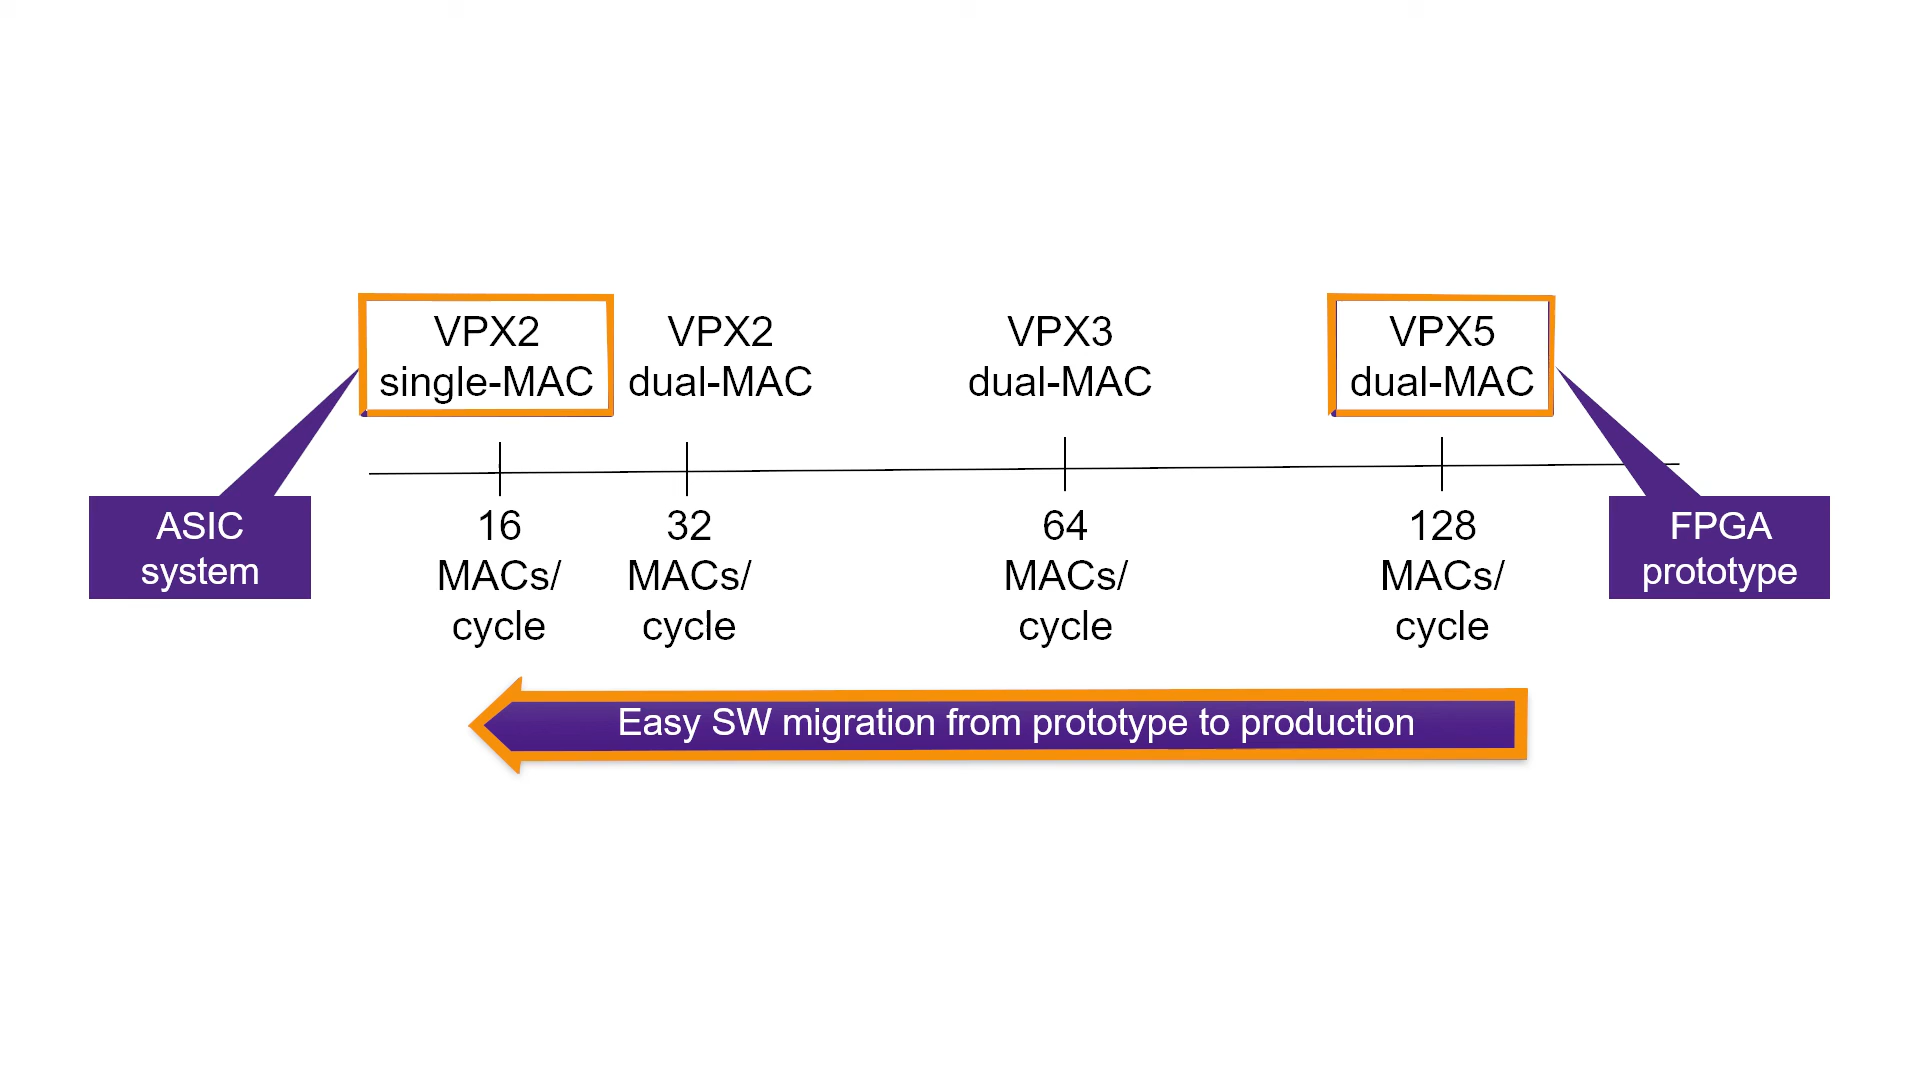 VPX2
single-MAC
VPX2
dual-MAC
VPX3
dual-MAC
VPX5
dual-MAC
ASIC
system
16
MACs/
cycle
32
MACs/
cycle
64
MACs/
cycle
128
MACs/
cycle
FPGA
prototype
Easy SW migration from prototype to production